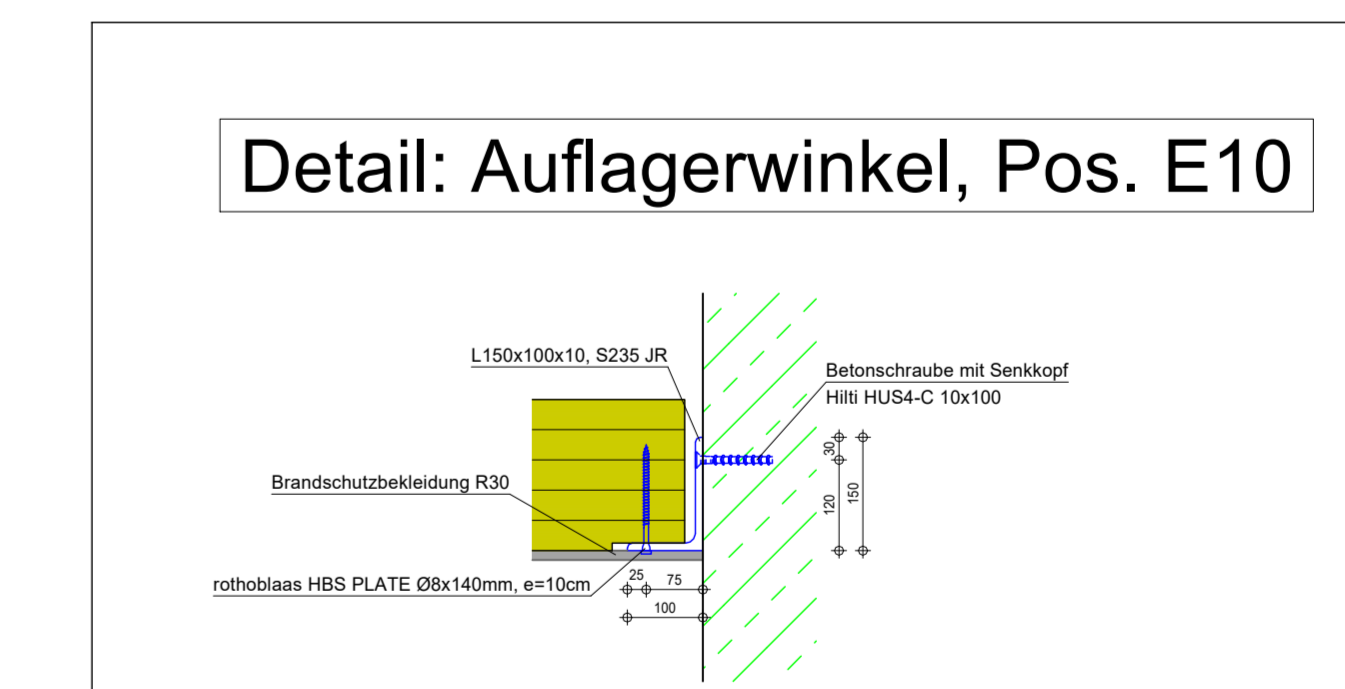 Detail: Auflagerwinkel, Pos. E10
L150x100x10, S235 JR
Betonschraube mit Senkkopf
Hilti HUS4-C 10x100
Brandschutzbekleidung R30
30
120
150
rothoblaas HBS PLATE Ø8x140mm, e=10cm
25
75
100